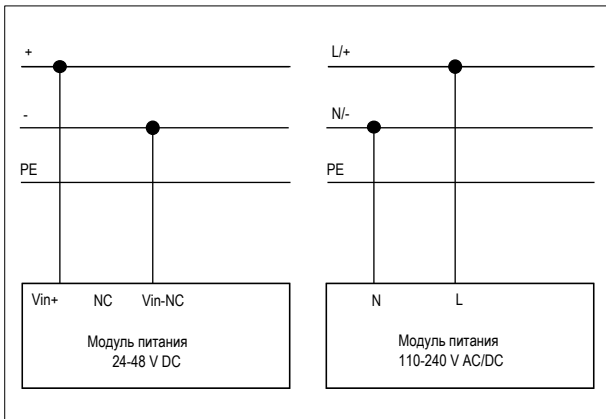 +
-
PE
Vin+ NC Vin-NC
Модуль питания
24-48 V DC
L/+
N/-
PE
N L
Модуль питания
110-240 V AC/DC